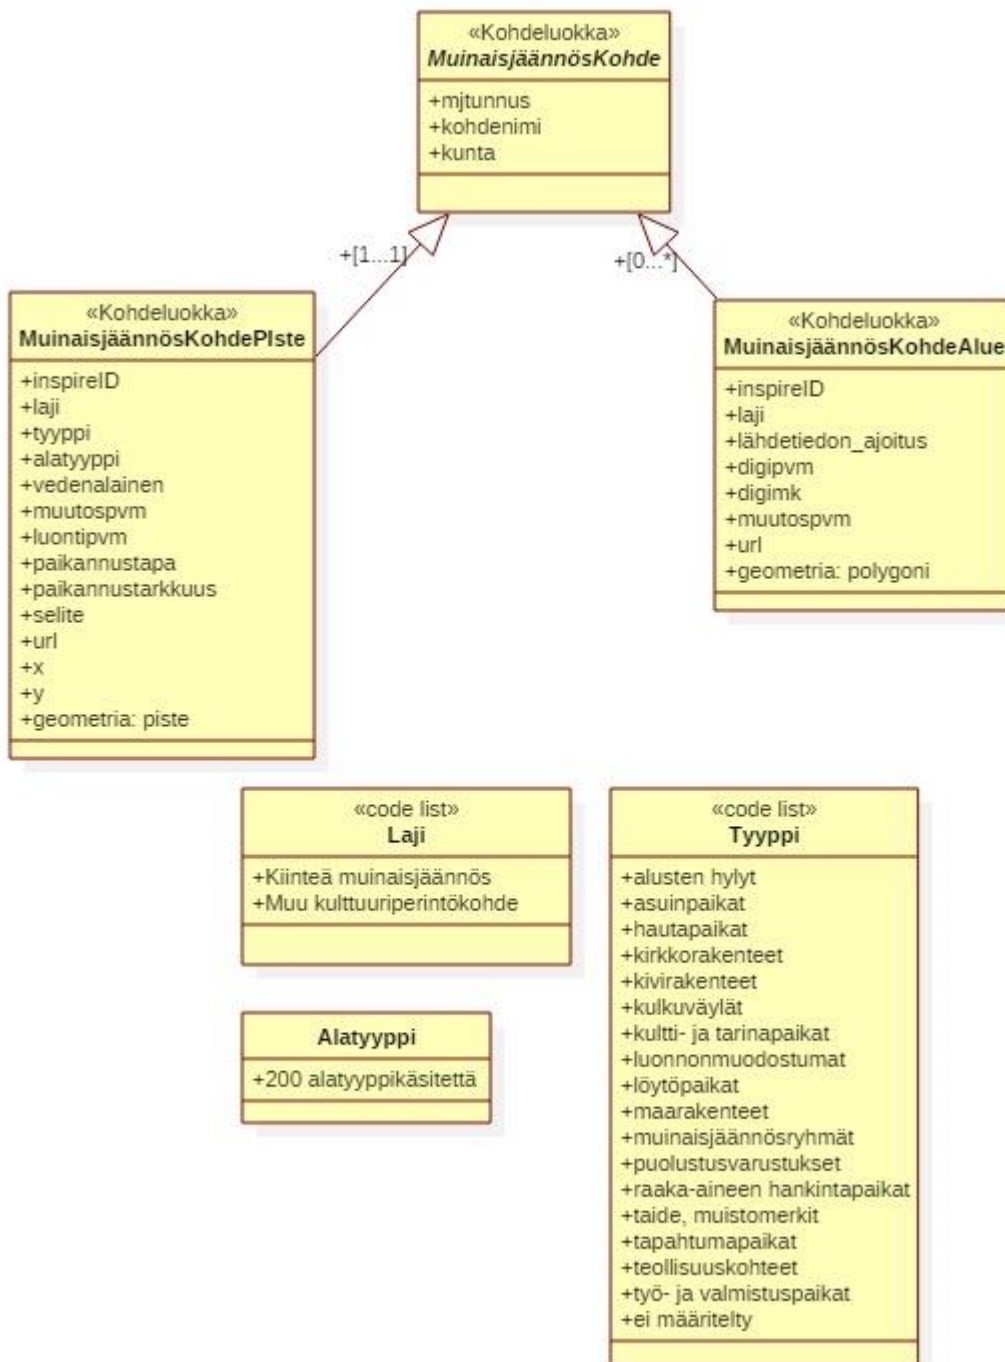 «Kohdeluokka»
MuinaisjäännösKohde
+mjtunnus
+kohdenimi
+kunta
+[1...1]
+[0...*]
«Kohdeluokka»
MuinaisjäännösKohdePIste
+inspireID
+laji
+tyyppi
+alatyyppi
+vedenalainen
+muutospvm
+luontipvm
+paikannustapa
+paikannustarkkuus
+selite
+url
+x
+y
+geometria: piste
«Kohdeluokka»
MuinaisjäännösKohdeAlue
+inspireID
+laji
+lähdetiedon_ajoitus
+digipvm
+digimk
+muutospvm
+url
+geometria: polygoni
«code list»
Laji
+Kiinteä muinaisjäännös
+Muu kulttuuriperintökohde
Alatyyppi
+200 alatyyppikäsitettä
«code list»
Tyyppi
+alusten hylyt
+asuinpaikat
+hautapaikat
+kirkkorakenteet
+kivirakenteet
+kulkuväylät
+kultti- ja tarinapaikat
+luonnonmuodostumat
+löytöpaikat
+maarakenteet
+muinaisjäännösryhmät
+puolustusvarustukset
+raaka-aineen hankintapaikat
+taide, muistomerkit
+tapahtumapaikat
+teollisuuskohteet
+työ- ja valmistuspaikat
+ei määritelty